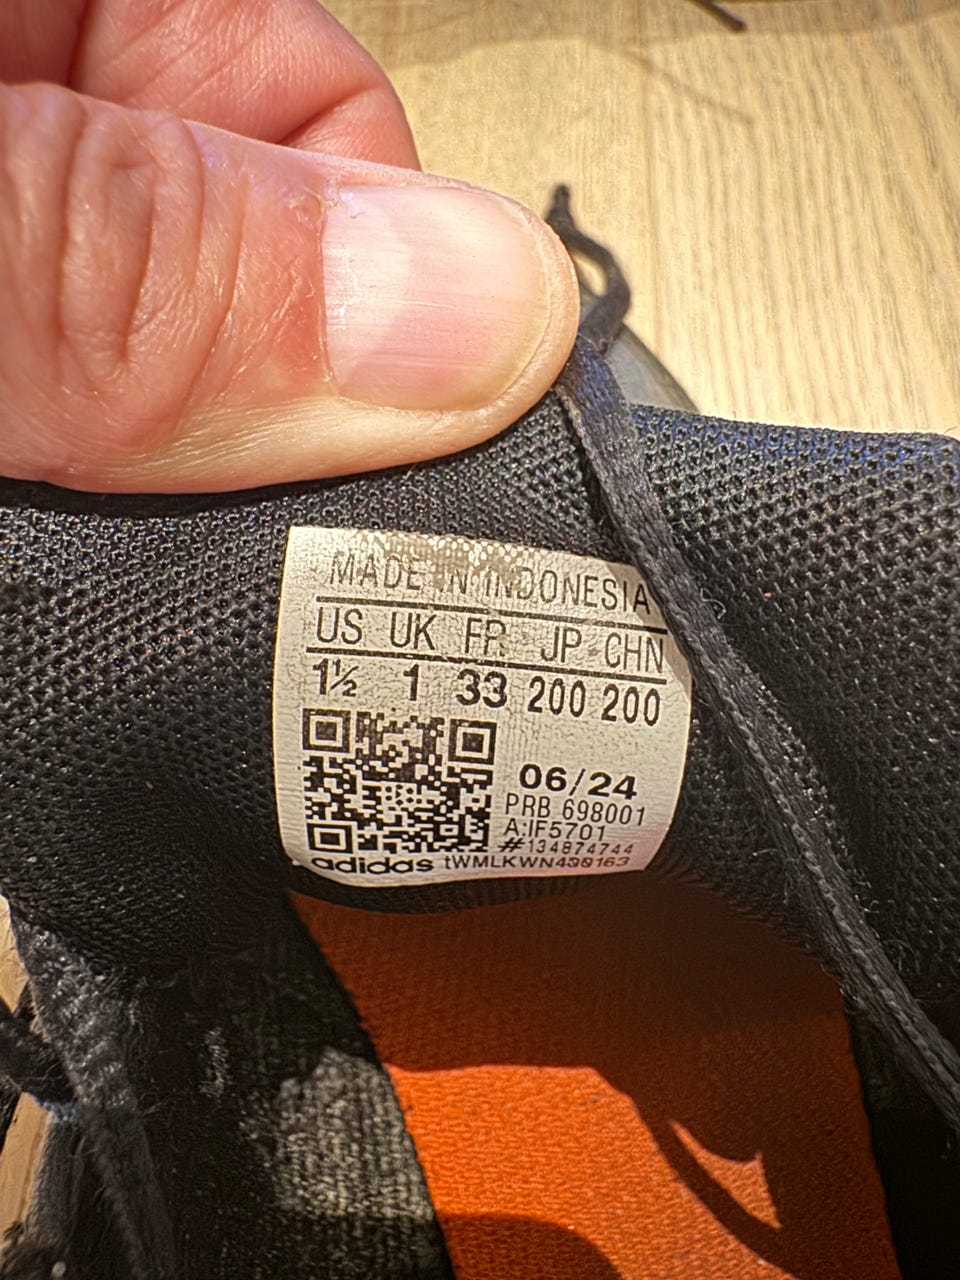 MADE IN INDONESIA
US UK FR JP CHN
1½ 1 33 200 200
06/24
PRB 698001
A:IF5701
#134874744
adidas